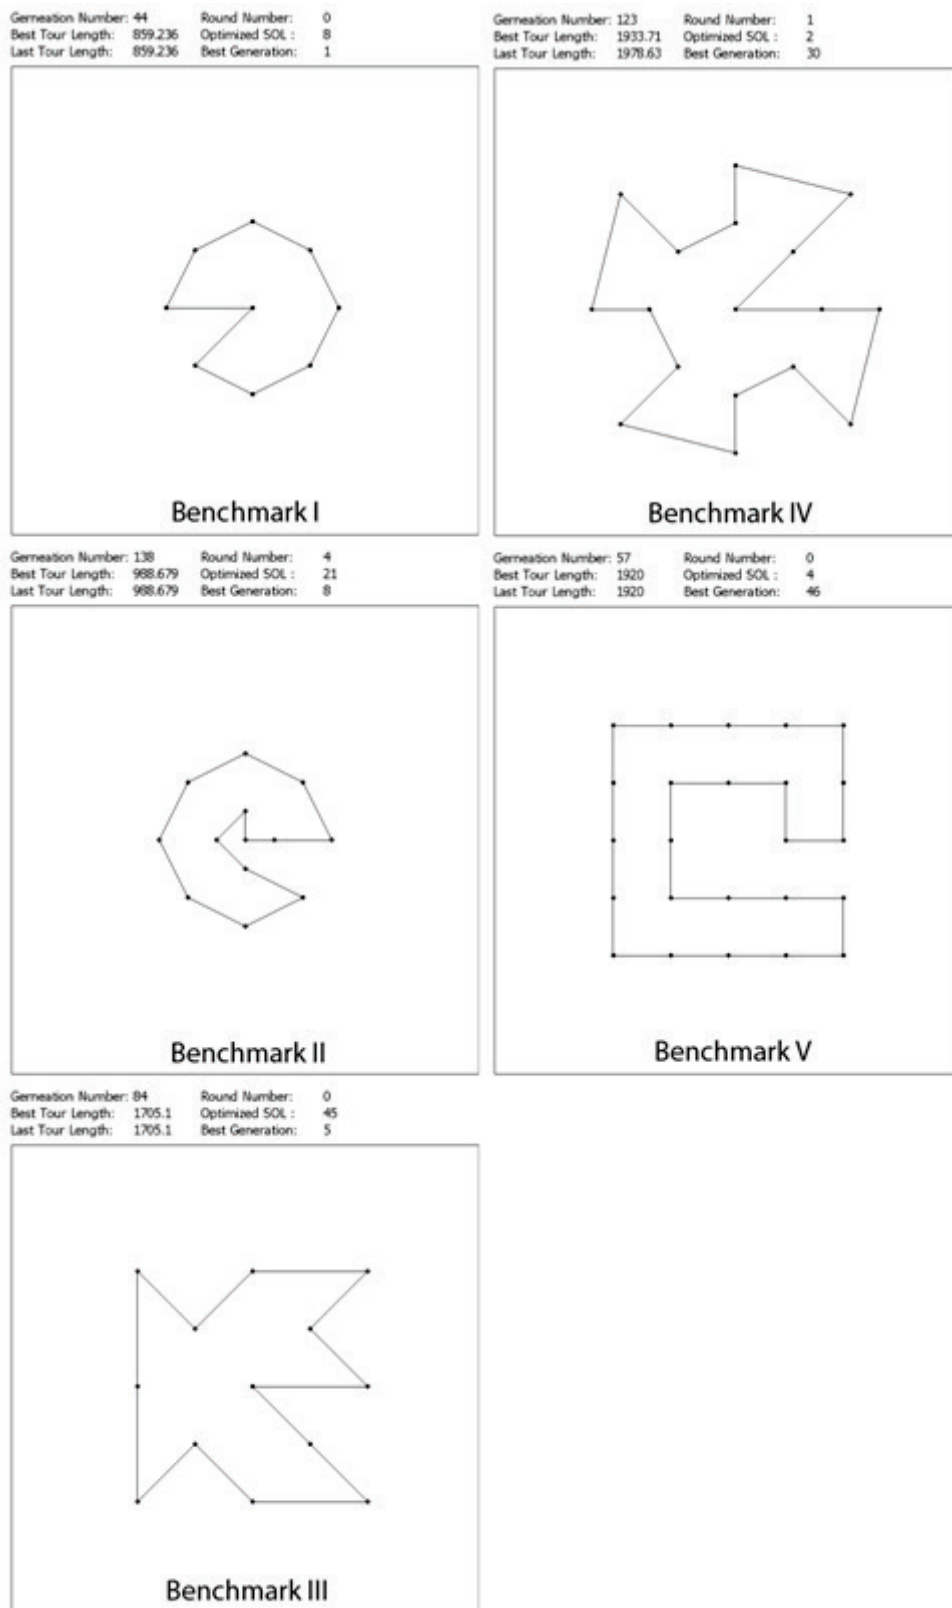 Gerneation Number: 44 Round Number: 0
Best Tour Length: 859.236 Optimized SOL : 8
Last Tour Length: 859.236 Best Generation: 1
Benchmark I
Gerneation Number: 123 Round Number: 1
Best Tour Length: 1933.71 Optimized SOL : 2
Last Tour Length: 1978.63 Best Generation: 30
Benchmark IV
Gerneation Number: 138 Round Number: 4
Best Tour Length: 988.679 Optimized SOL : 21
Last Tour Length: 988.679 Best Generation: 8
Benchmark II
Gerneation Number: 57 Round Number: 0
Best Tour Length: 1920 Optimized SOL : 4
Last Tour Length: 1920 Best Generation: 46
Benchmark V
Gerneation Number: 84 Round Number: 0
Best Tour Length: 1705.1 Optimized SOL : 45
Last Tour Length: 1705.1 Best Generation: 5
Benchmark III